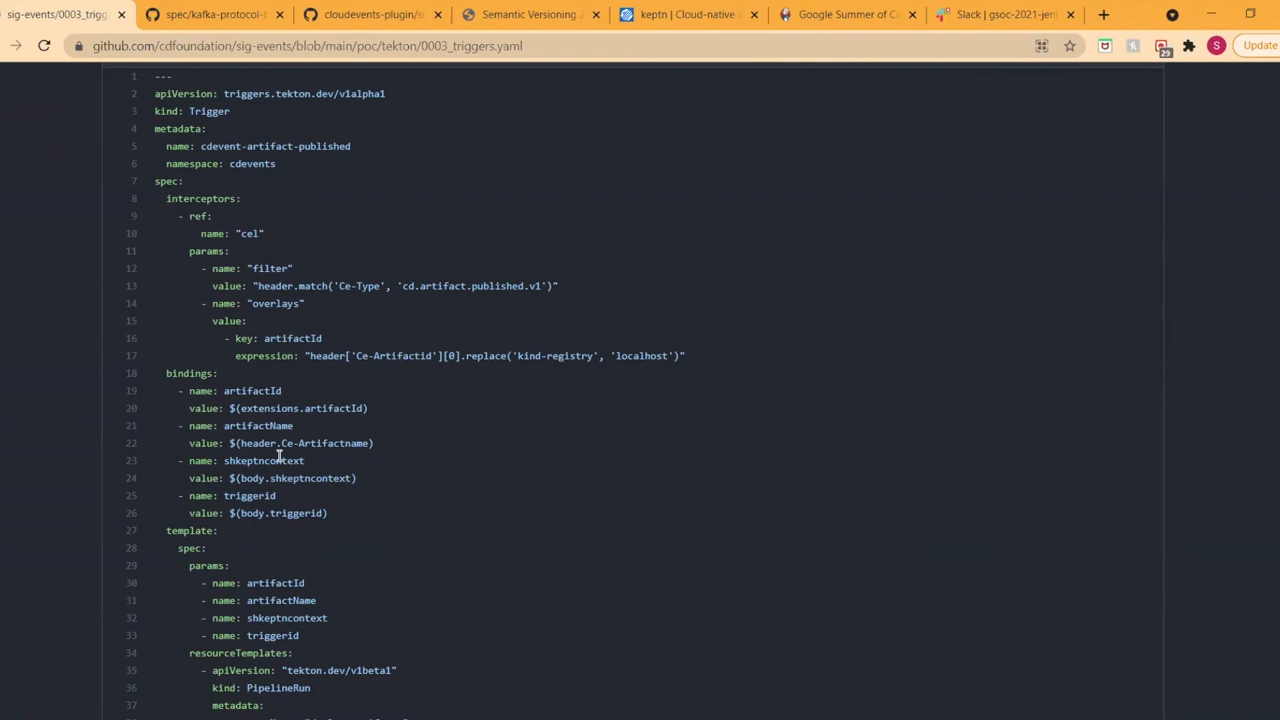 sig-events/0003_trigg
spec/kafka-protocol-b
cloudevents-plugin/s
Semantic Versioning 2
keptn | Cloud-native a
Google Summer of Co
Slack | gsoc-2021-jen
github.com/cdfoundation/sig-events/blob/main/poc/tekton/0003_triggers.yaml
29
S
Update
1 ---
2 apiVersion: triggers.tekton.dev/v1alpha1
3 kind: Trigger
4 metadata:
5 name: cdevent-artifact-published
6 namespace: cdevents
7 spec:
8 interceptors:
9 - ref:
10 name: "cel"
11 params:
12 - name: "filter"
13 value: "header.match('Ce-Type', 'cd.artifact.published.v1')"
14 - name: "overlays"
15 value:
16 - key: artifactId
17 expression: "header['Ce-Artifactid'][0].replace('kind-registry', 'localhost')"
18 bindings:
19 - name: artifactId
20 value: $(extensions.artifactId)
21 - name: artifactName
22 value: $(header.Ce-Artifactname)
23 - name: shkeptncontext
24 value: $(body.shkeptncontext)
25 - name: triggerid
26 value: $(body.triggerid)
27 template:
28 spec:
29 params:
30 - name: artifactId
31 - name: artifactName
32 - name: shkeptncontext
33 - name: triggerid
34 resourceTemplates:
35 - apiVersion: "tekton.dev/v1beta1"
36 kind: PipelineRun
37 metadata: